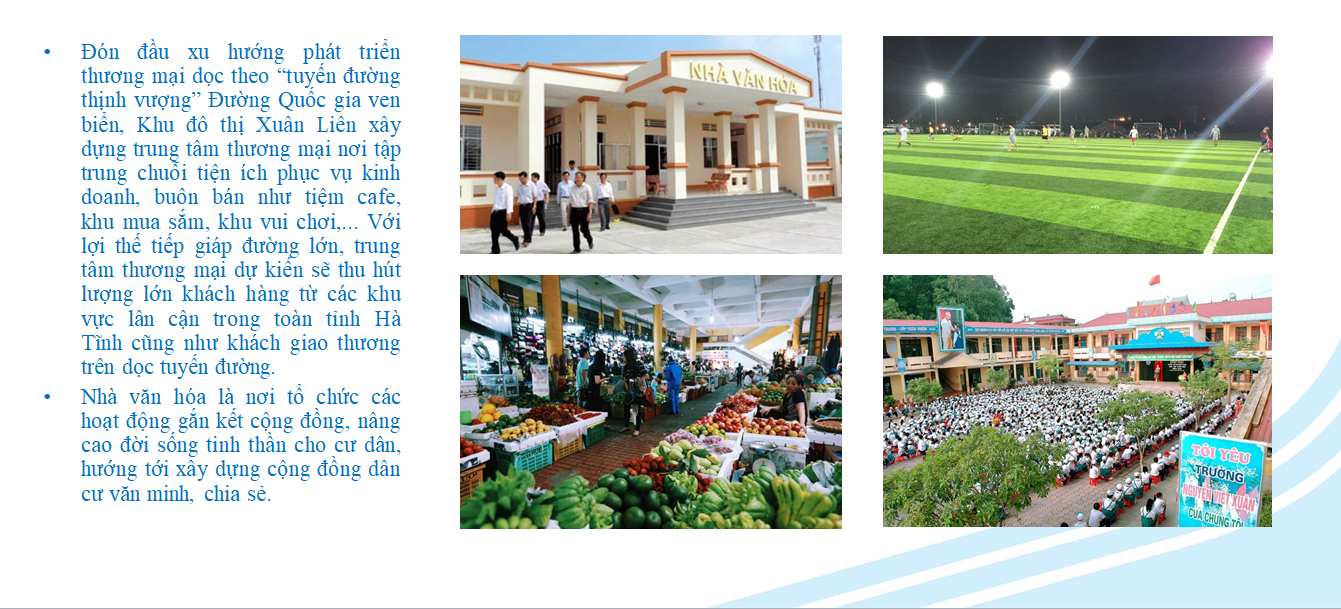 • Đón đầu xu hướng phát triển
thương mại dọc theo “tuyến đường
thịnh vượng” Đường Quốc gia ven
biển, Khu đô thị Xuân Liên xây
dựng trung tâm thương mại nơi tập
trung chuỗi tiện ích phục vụ kinh
doanh, buôn bán như tiệm cafe,
khu mua sắm, khu vui chơi,... Với
lợi thế tiếp giáp đường lớn, trung
tâm thương mại dự kiến sẽ thu hút
lượng lớn khách hàng từ các khu
vực lân cận trong toàn tỉnh Hà
Tĩnh cũng như khách giao thương
trên dọc tuyến đường.
• Nhà văn hóa là nơi tổ chức các
hoạt động gắn kết cộng đồng, nâng
cao đời sống tinh thần cho cư dân,
hướng tới xây dựng cộng đồng dân
cư văn minh, chia sẻ.
NHÀ VĂN HÓA
TÔI YÊU
TRƯỜNG
NGUYỄN VIẾT XUÂN
CỦA CHÚNG TÔI